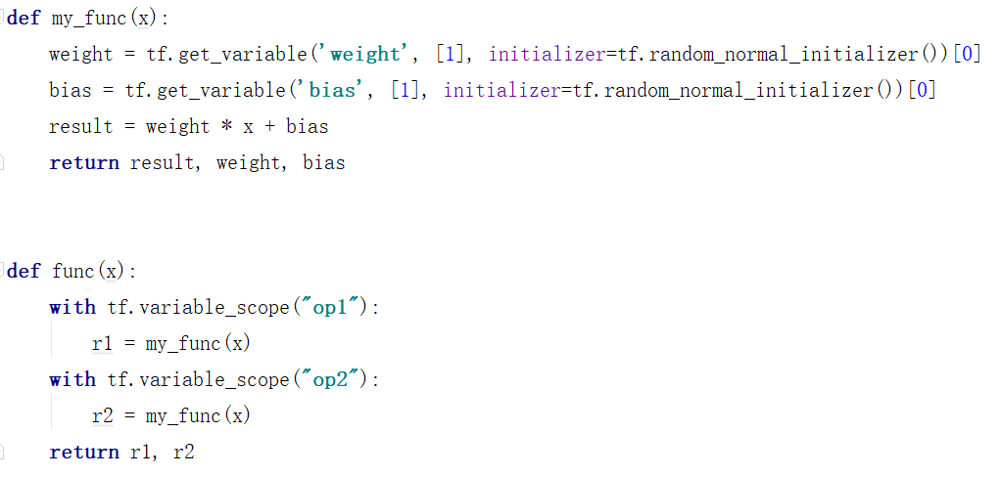 def my_func(x):
    weight = tf.get_variable('weight', [1], initializer=tf.random_normal_initializer())[0]
    bias = tf.get_variable('bias', [1], initializer=tf.random_normal_initializer())[0]
    result = weight * x + bias
    return result, weight, bias
def func(x):
    with tf.variable_scope("op1"):
        r1 = my_func(x)
    with tf.variable_scope("op2"):
        r2 = my_func(x)
    return r1, r2